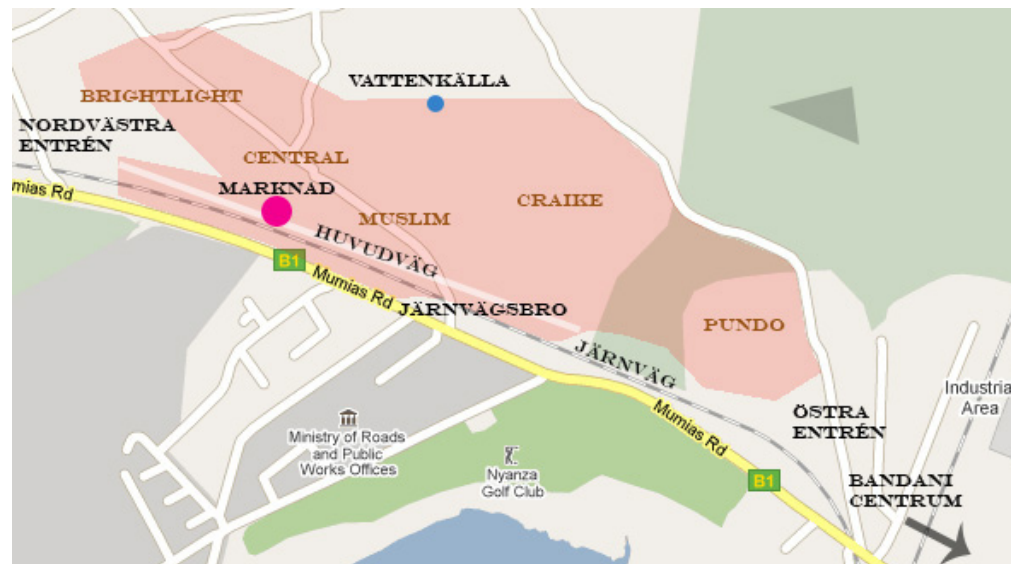 VATTENKÄLLA
BRIGHTLIGHT
NORDVÄSTRA
ENTRÉN
CENTRAL
MARKNAD
mias Rd
CRAIKE
MUSLIM
HUVUDVÄG
B1
Mumias Rd
JÄRNVÄGSBRO
PUNDO
JÄRNVÄG
Industria
Area
Mumias Rd
ÖSTRA
ENTRÉN
Ministry of Roads
and Public
Works Offices
Nyanza
Golf Club
B1
BANDANI
CENTRUM